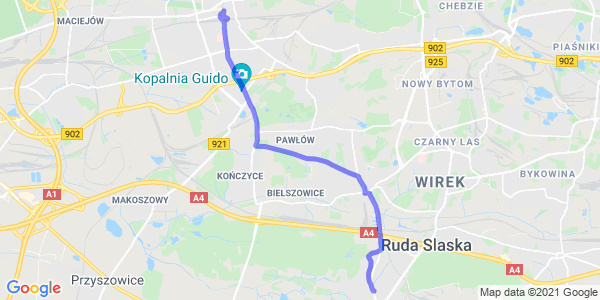 MACIEJÓW
CHEBZIE
PIAŚNIKI
902
902
925
Kopalnia Guido
NOWY BYTOM
902
921
PAWŁÓW
CZARNY LAS
KOŃCZYCE
BYKOWINA
WIREK
A1
A4
BIELSZOWICE
MAKOSZOWY
A4
Ruda Slaska
A4
Przyszowice
Google
Map data ©2021 Google